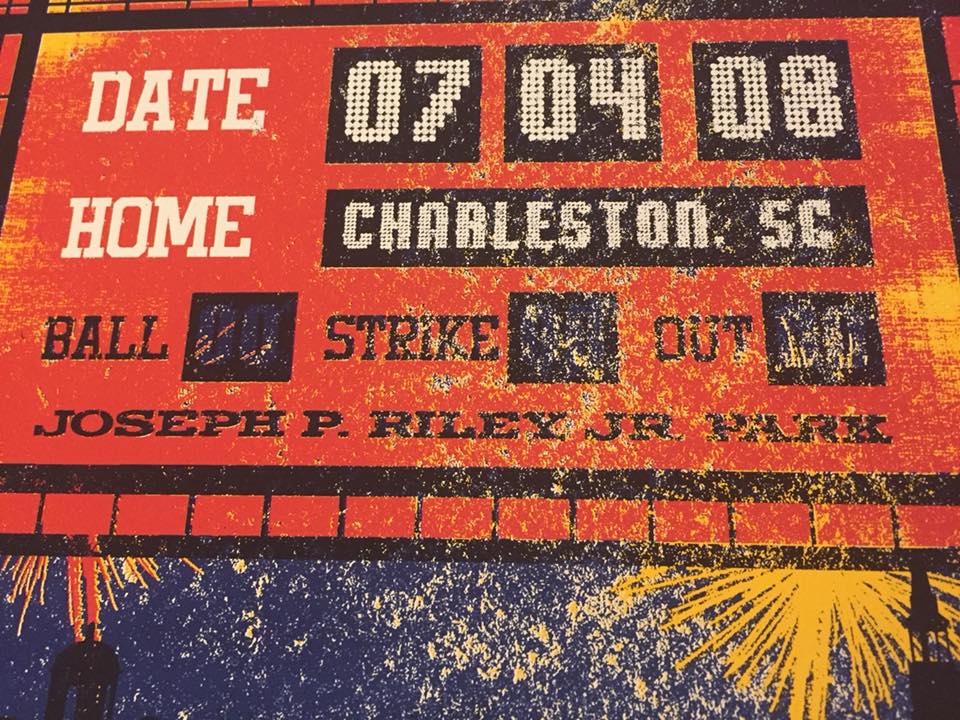 DATE 07 04 08
HOME CHARLESTON, SC
BALL STRIKE OUT
JOSEPH P. RILEY JR. PARK